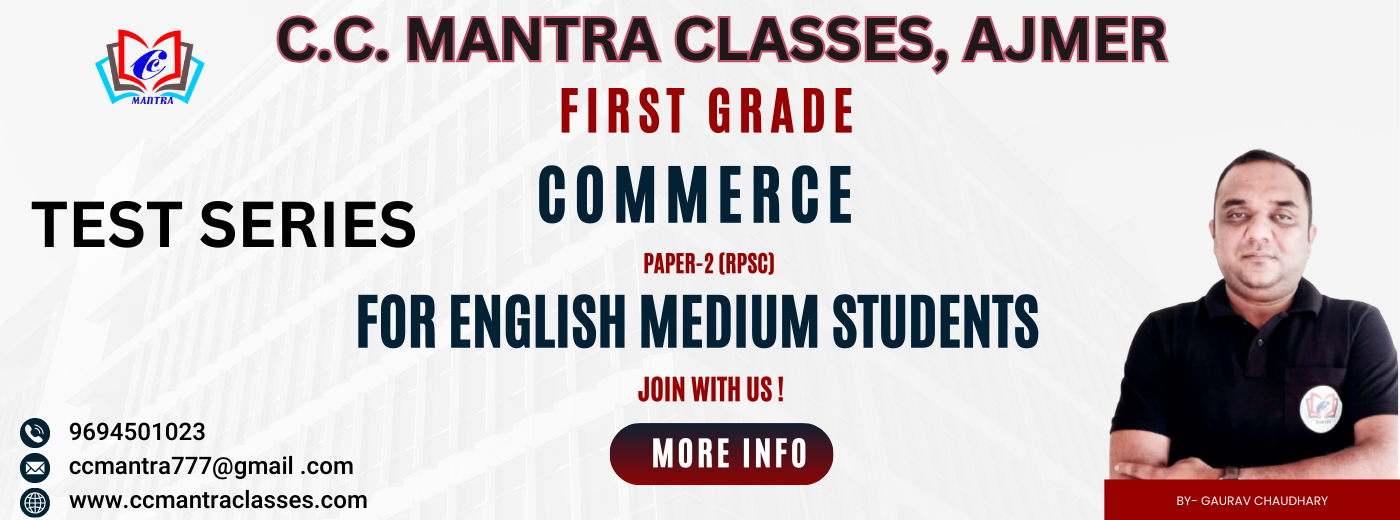 C.C. MANTRA CLASSES, AJMER
Cc
MANTRA
FIRST GRADE
COMMERCE
TEST SERIES
PAPER-2 (RPSC)
FOR ENGLISH MEDIUM STUDENTS
JOIN WITH US !
MORE INFO
9694501023
ccmantra777@gmail .com
www.ccmantraclasses.com
BY- GAURAV CHAUDHARY